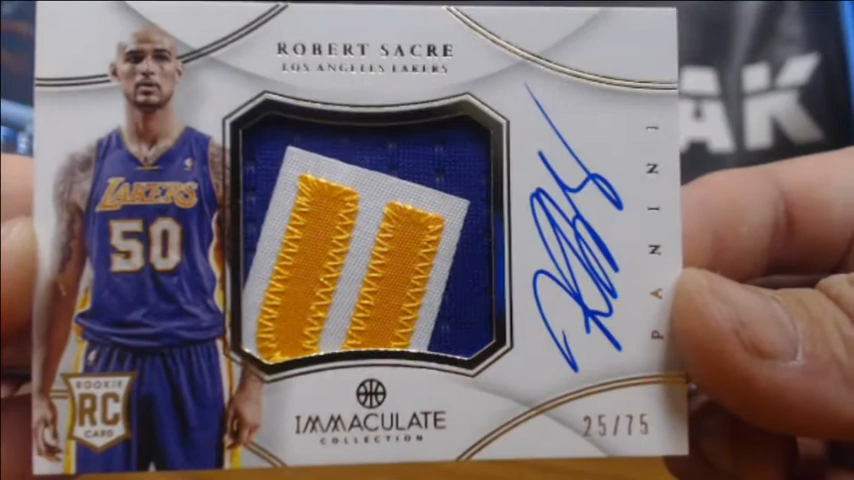 ROBERT SACRE
LOS ANGELES LAKERS
LAKERS
50
PANINI
ROOKIE
RC
CARD
IMMACULATE
COLLECTION
25/75
AK